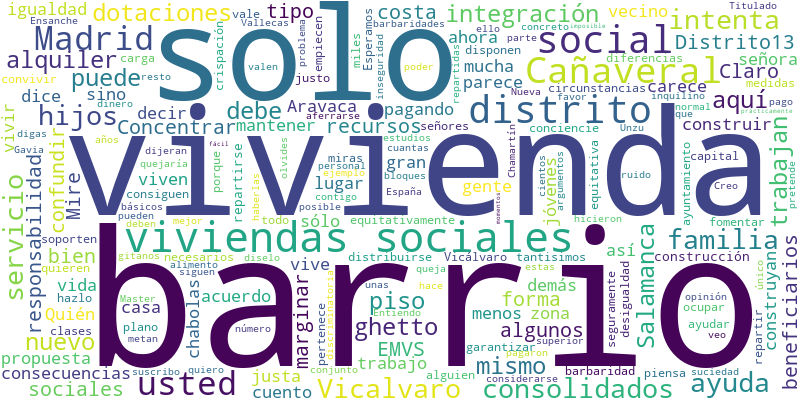 Ensanche
igualdad
dotaciones
vale
Vallecas
tipo
barbaridades
crispación
Esperamos
solo
costa
vecino
integración
ello
concreto
imposible
Titulado
intenta
Madrid
carga
problema
valen
resto
empiecen
miles
ahora
parte
disponen
diferencias
repartidas
social
Distrito13
alquiler
puede
inseguridad
poder
mucha
Cañaveral
señora
convivir
dice
sino
justo
parece
circunstancias
carece
Claro
medidas
hijos
decir
debe
Aravaca
aferrarse
pagando
distrito
Nueva
favor
inquilino
aquí
normal
que
pago
prácticamente
vivir
digas
dinero
Concentrar
mantener
recursos
señores
conciencie
Unzu
construir
Gavia
años
dijeran
quejaría
fácil
miras
personal
ejemplo
estudios
cuantas
bloques
Chamartín
gran
equitativa
cientos
argumentos
ruido
capital
Creo
ayuntamiento
pretende
trabajan
confundir
Mire
responsabilidad
servicio
vivienda
básicos
pueden
viven
consiguen
porque
repartirse
olvides
haberlas
lugar
contigo
posible
España
gente
momentos
jóvenes
hicieron
fomentar
soporten
deben
mejor
todo
sólo
equitativamente
viviendas sociales
así
Salamanca
familia
bien
quieren
gitanos
siguen
necesarios
alimento
diselo
distribuirse
Vicálvaro
queja
tantisimos
estas
demás
construcción
único
beneficiarios
vida
hazlo
Quién
Master
metan
barrio
acuerdo
vive
unas
hace
piso
forma
construyan
opinión
veo
ocupar
ayudar
nuevo
clases
plano
casa
chabolas
número
marginar
pertenece
discriminatoria
Entiendo
ghetto
menos
zona
algunos
EMVS
garantizar
pagaron
superior
seguramente
desigualdad
repartir
propuesta
consecuencias
sociales
suscribo
quiero
usted
justa
cuento
conjunto
trabajo
alguien
Vicalvaro
mismo
consolidados
barbaridad
considerarse
piensa
suciedad
ayuda